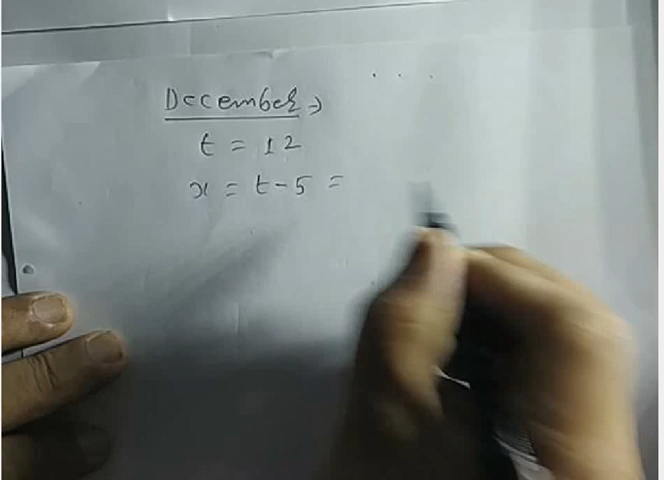 December →
t = 12
x = t - 5 =